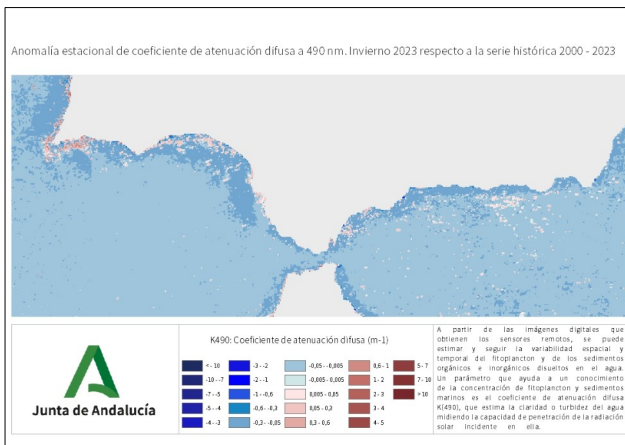 Anomalía estacional de coeficiente de atenuación difusa a 490 nm. Invierno 2023 respecto a la serie histórica 2000 - 2023
Junta de Andalucía
K490: Coeficiente de atenuación difusa (m-1)
< - 10
-10 - -7
-7 - -5
-5 - -4
-4 - -3
-3 - -2
-2 - -1
-1 - -0,6
-0,6 - -0,3
-0,3 - -0,05
-0,05 - -0,005
-0,005 - 0,005
0,005 - 0,05
0,05 - 0,3
0,3 - 0,6
0,6 - 1
1 - 2
2 - 3
3 - 4
4 - 5
5 - 7
7 - 10
> 10
A partir de las imágenes digitales que
obtienen los sensores remotos, se puede
estimar y seguir la variabilidad espacial y
temporal del fitoplancton y de los sedimentos
orgánicos e inorgánicos disueltos en el agua.
Un parámetro que ayuda a un conocimiento
de la concentración de fitoplancton y sedimentos
marinos es el coeficiente de atenuación difusa
K(490), que estima la claridad o turbidez del agua
midiendo la capacidad de penetración de la radiación
solar incidente en ella.